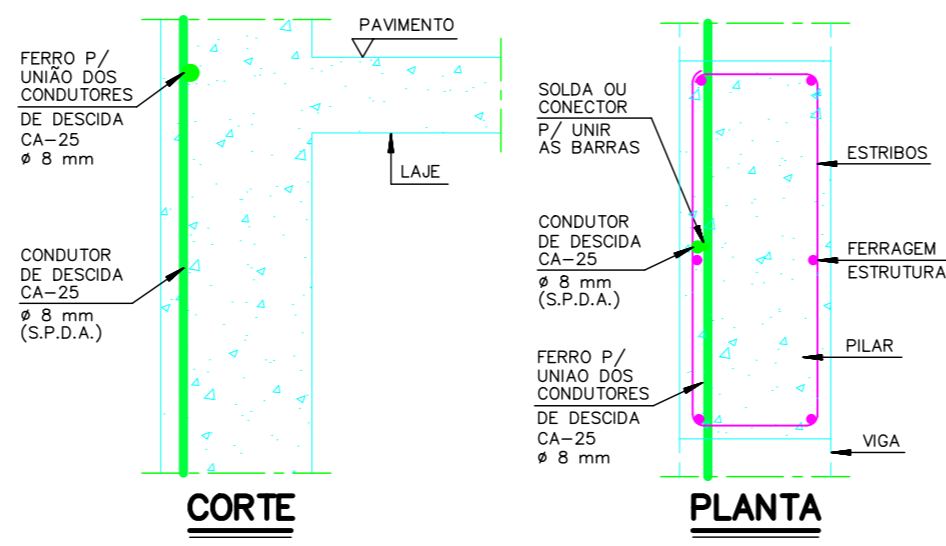 FERRO P/
UNIÃO DOS
CONDUTORES
DE DESCIDA
CA-25
ø 8 mm
CONDUTOR
DE DESCIDA
CA-25
ø 8 mm
(S.P.D.A.)
PAVIMENTO
LAJE
CORTE
SOLDA OU
CONECTOR
P/ UNIR
AS BARRAS
CONDUTOR
DE DESCIDA
CA-25
ø 8 mm
(S.P.D.A.)
FERRO P/
UNIAO DOS
CONDUTORES
DE DESCIDA
CA-25
ø 8 mm
ESTRIBOS
FERRAGEM
ESTRUTURA
PILAR
VIGA
PLANTA